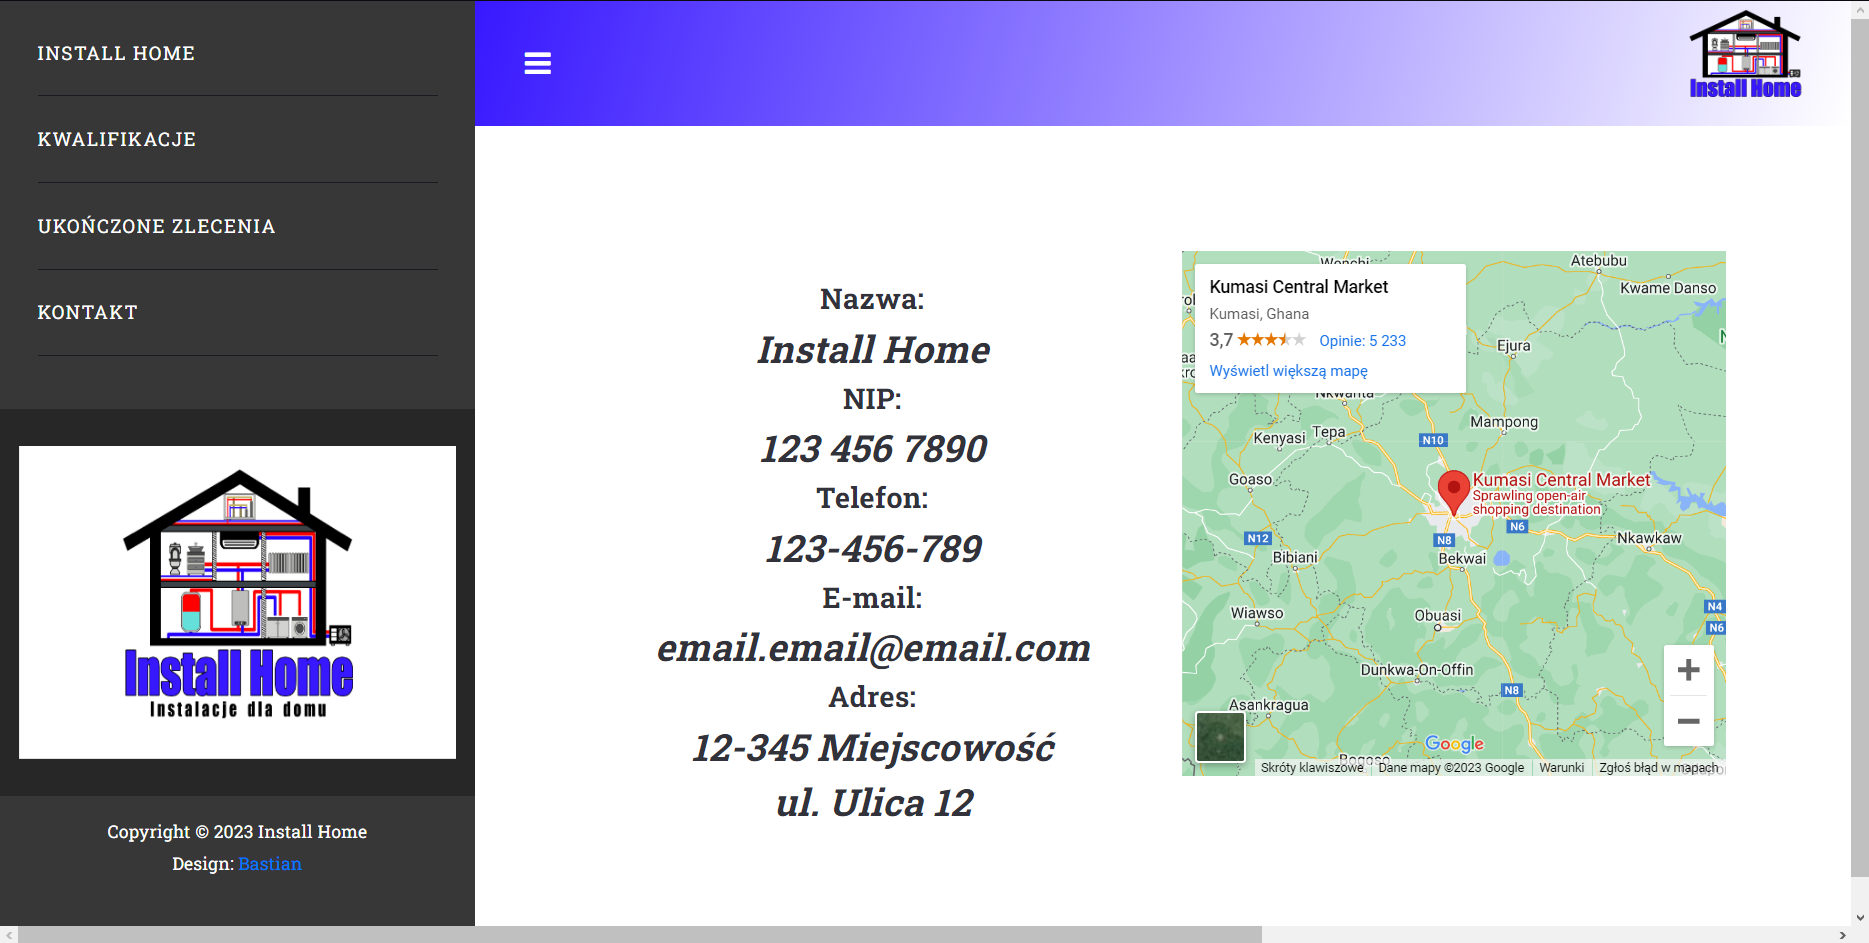 INSTALL HOME
KWALIFIKACJE
UKOŃCZONE ZLECENIA
KONTAKT
Install Home
Instalacje dla domu
Copyright © 2023 Install Home
Design: Bastian
Install Home
Nazwa:
Install Home
NIP:
123 456 7890
Telefon:
123-456-789
E-mail:
email.email@email.com
Adres:
12-345 Miejscowość
ul. Ulica 12
Kumasi Central Market
Kumasi, Ghana
3,7 Opinie: 5 233
Wyświetl większą mapę
Atebubu
Kwame Danso
Ejura
Mampong
Kenyasi
Tepa
N10
Goaso
Kumasi Central Market
Sprawling open-air
shopping destination
N6
N12
N8
Nkawkaw
Bibiani
Bekwai
N4
Wiawso
Obuasi
N6
Dunkwa-On-Offin
N8
Asankragua
Google
Skróty klawiszowe
Dane mapy ©2023 Google
Warunki
Zgłoś błąd w mapach